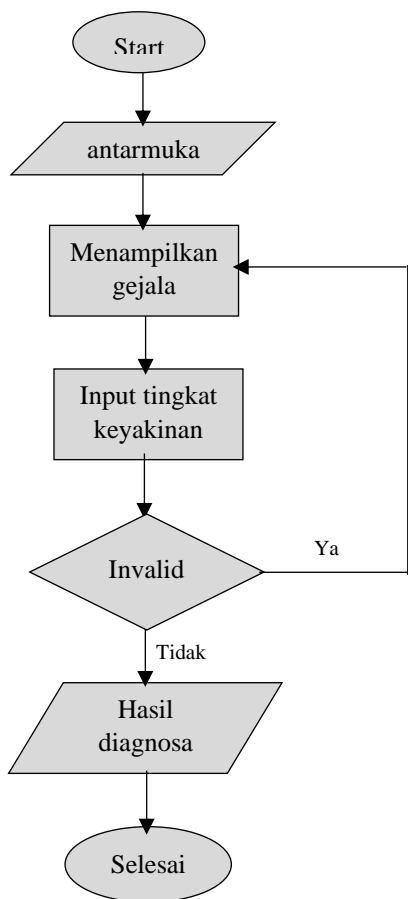 Start
antarmuka
Menampilkan
gejala
Input tingkat
keyakinan
Invalid
Ya
Tidak
Hasil
diagnosa
Selesai